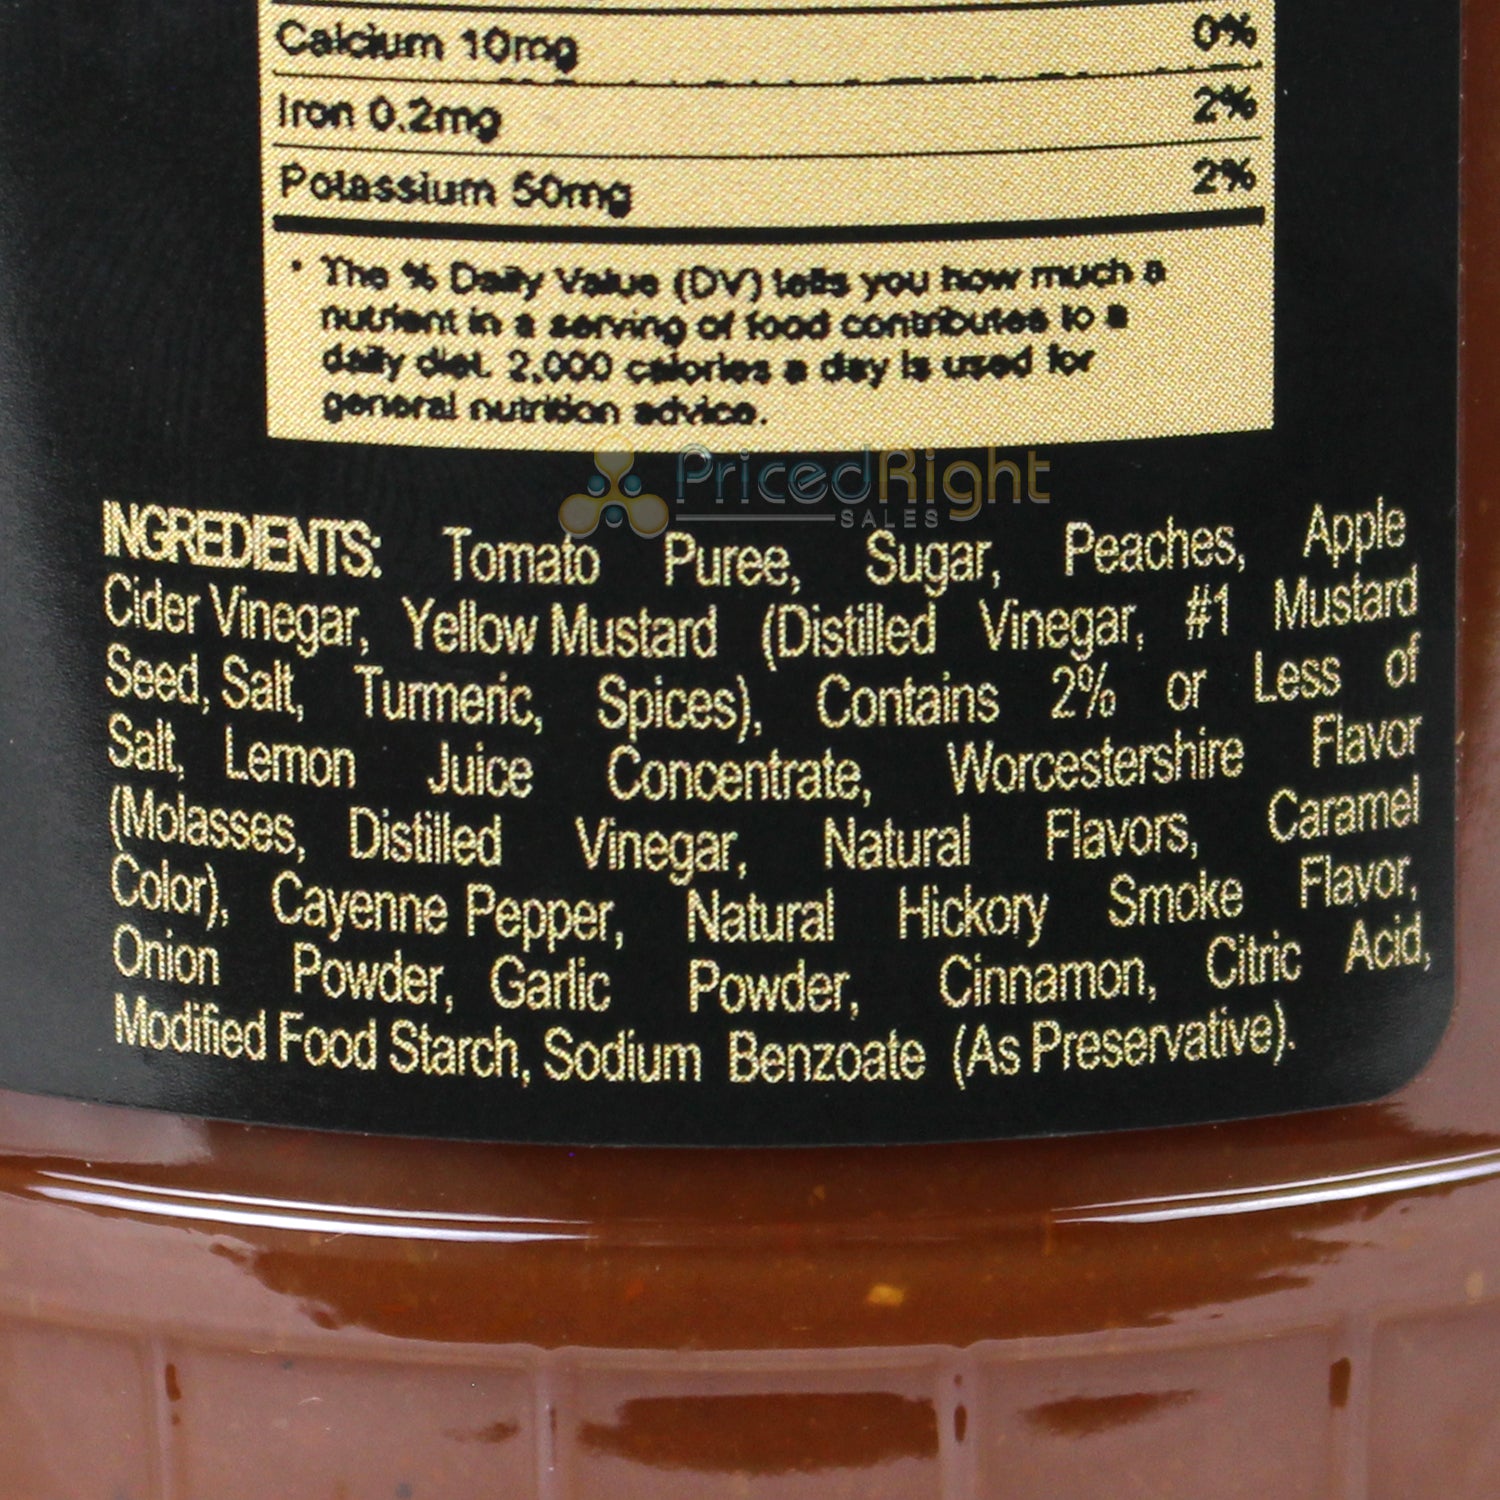 Calcium 10mg 0%
Iron 0.2mg 2%
Potassium 50mg 2%
* The % Daily Value (DV) tells you how much a
nutrient in a serving of food contributes to a
daily diet. 2,000 calories a day is used for
general nutrition advice.
PricedRight
SALES
INGREDIENTS: Tomato Puree, Sugar, Peaches, Apple
Cider Vinegar, Yellow Mustard (Distilled Vinegar, #1 Mustard
Seed, Salt, Turmeric, Spices), Contains 2% or Less of
Salt, Lemon Juice Concentrate, Worcestershire Flavor
(Molasses, Distilled Vinegar, Natural Flavors, Caramel
Color), Cayenne Pepper, Natural Hickory Smoke Flavor,
Onion Powder, Garlic Powder, Cinnamon, Citric Acid,
Modified Food Starch, Sodium Benzoate (As Preservative).